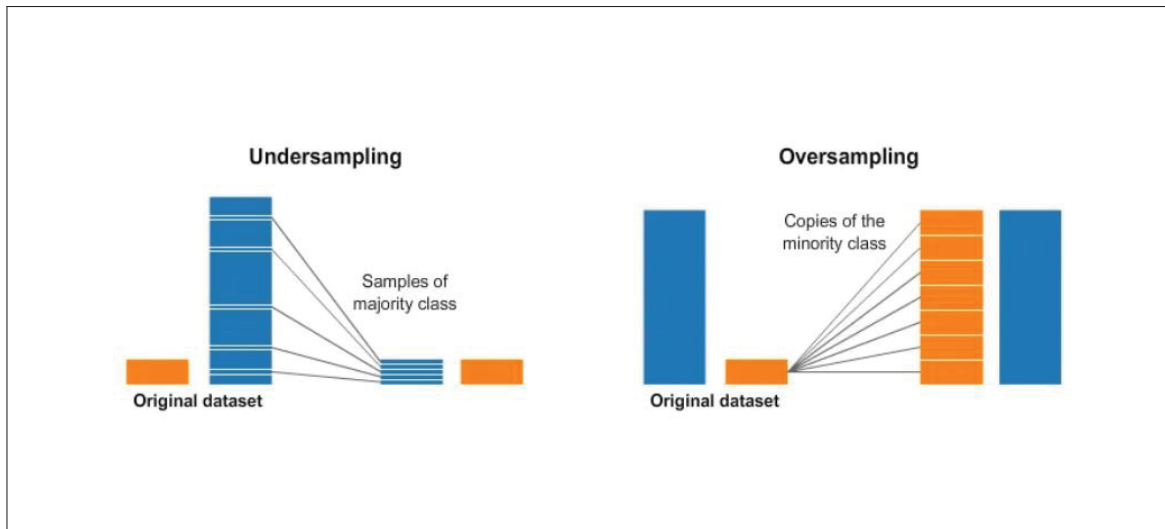 Undersampling
Samples of
majority class
Original dataset
Oversampling
Copies of the
minority class
Original dataset